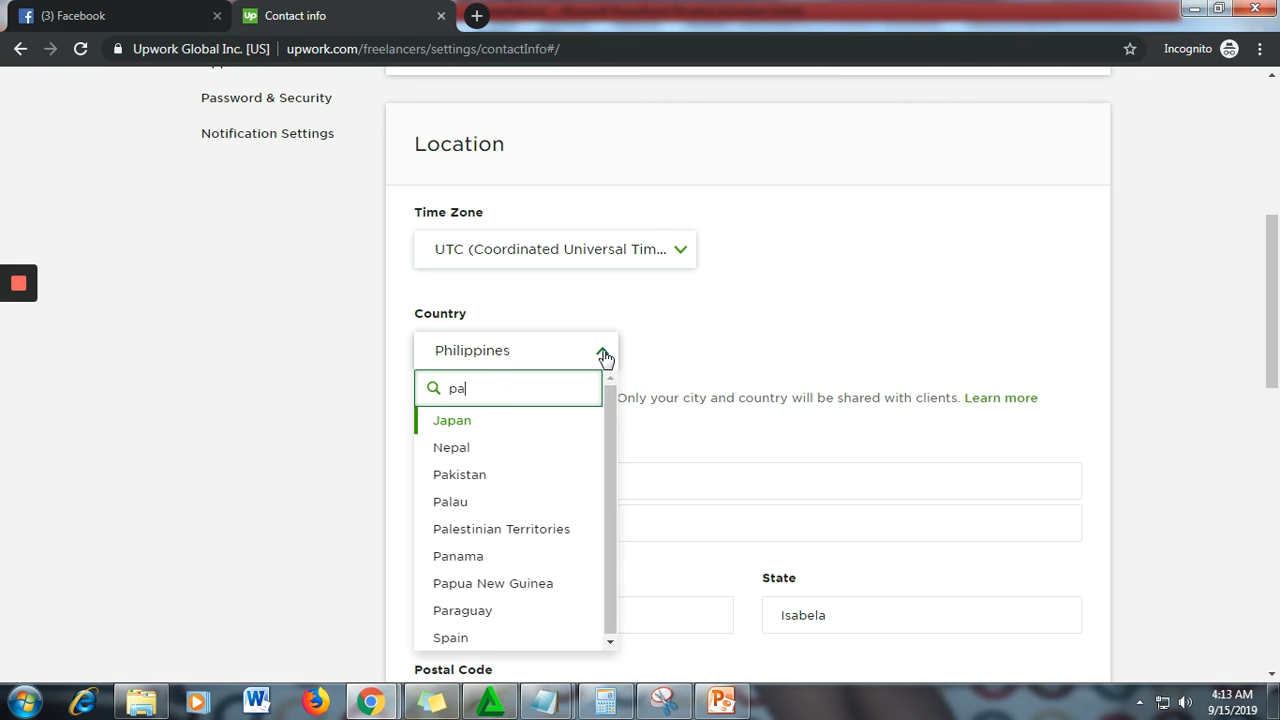 (3) Facebook
Contact info
Upwork Global Inc. [US]
upwork.com/freelancers/settings/contactInfo#/
Incognito
Password & Security
Notification Settings
Location
Time Zone
UTC (Coordinated Universal Tim...
Country
Philippines
pa
Only your city and country will be shared with clients. Learn more
Japan
Nepal
Pakistan
Palau
Palestinian Territories
Panama
Papua New Guinea
Paraguay
Spain
State
Isabela
Postal Code
4:13 AM
9/15/2019